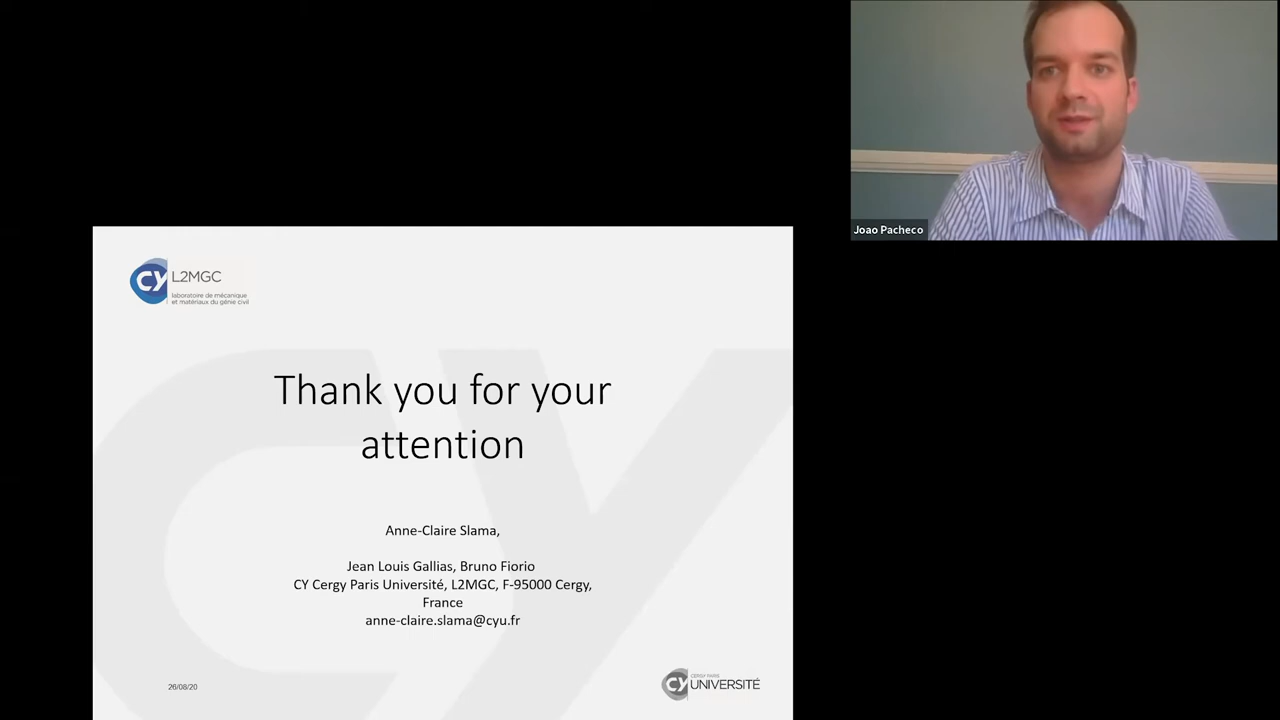 Joao Pacheco
CY L2MGC
laboratoire de mécanique
et matériaux du génie civil
Thank you for your
attention
Anne-Claire Slama,
Jean Louis Gallias, Bruno Fiorio
CY Cergy Paris Université, L2MGC, F-95000 Cergy,
France
anne-claire.slama@cyu.fr
26/08/20
CERGY PARIS
CY UNIVERSITÉ